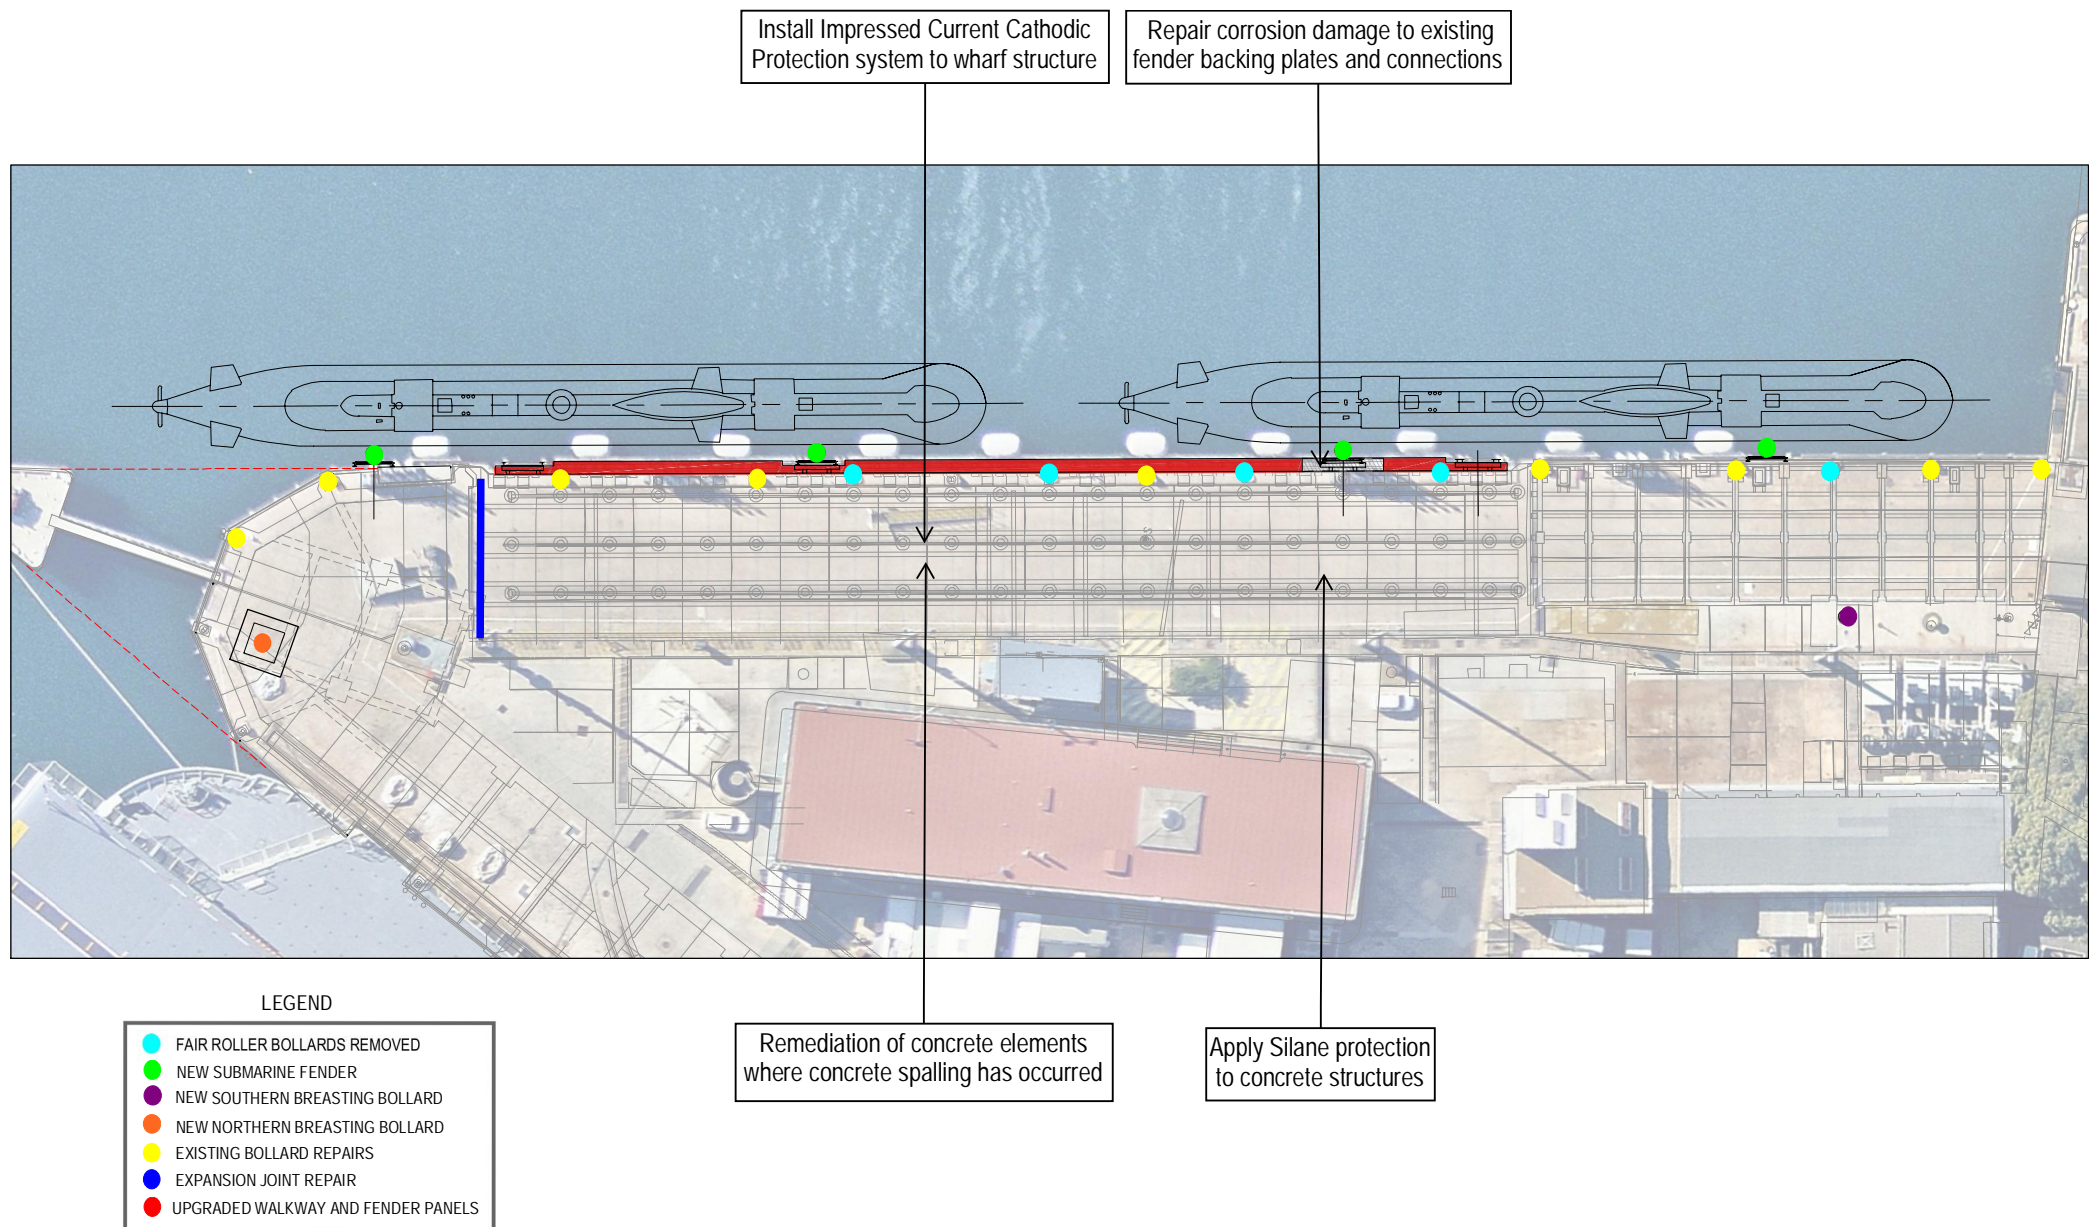 Install Impressed Current Cathodic
Protection system to wharf structure
Repair corrosion damage to existing
fender backing plates and connections
Remediation of concrete elements
where concrete spalling has occurred
Apply Silane protection
to concrete structures
LEGEND
FAIR ROLLER BOLLARDS REMOVED
NEW SUBMARINE FENDER
NEW SOUTHERN BREASTING BOLLARD
NEW NORTHERN BREASTING BOLLARD
EXISTING BOLLARD REPAIRS
EXPANSION JOINT REPAIR
UPGRADED WALKWAY AND FENDER PANELS